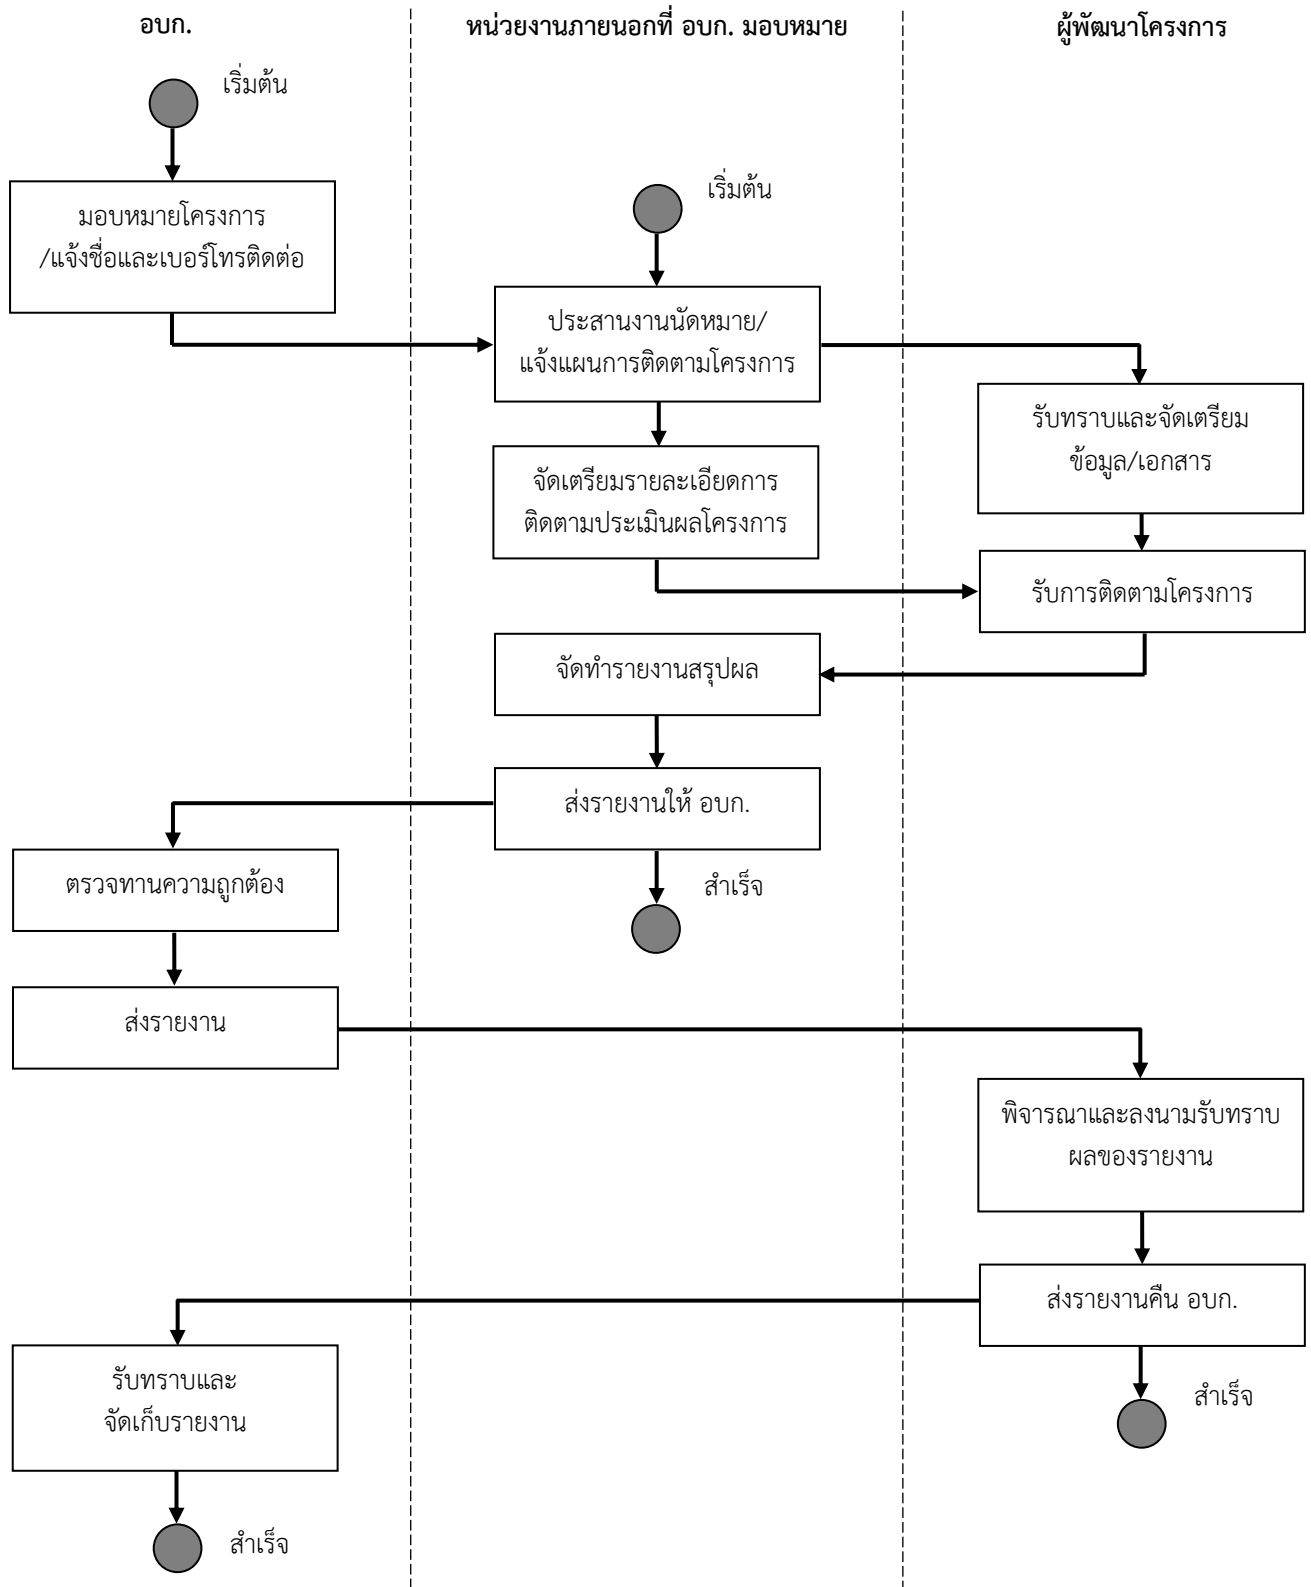 อบก.
หน่วยงานภายนอกที่ อบก. มอบหมาย
ผู้พัฒนาโครงการ
เริ่มต้น
เริ่มต้น
มอบหมายโครงการ
/แจ้งชื่อและเบอร์โทรติดต่อ
ประสานงานนัดหมาย/
แจ้งแผนการติดตามโครงการ
รับทราบและจัดเตรียม
ข้อมูล/เอกสาร
จัดเตรียมรายละเอียดการ
ติดตามประเมินผลโครงการ
รับการติดตามโครงการ
จัดทำรายงานสรุปผล
ส่งรายงานให้ อบก.
ตรวจทานความถูกต้อง
สำเร็จ
ส่งรายงาน
พิจารณาและลงนามรับทราบ
ผลของรายงาน
ส่งรายงานคืน อบก.
รับทราบและ
จัดเก็บรายงาน
สำเร็จ
สำเร็จ